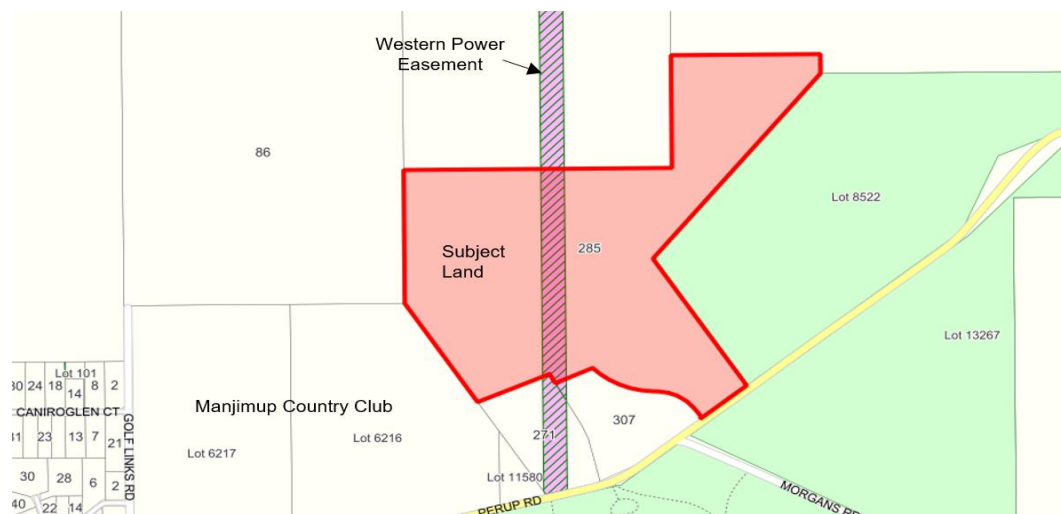 Western Power
Easement
86
Lot 8522
285
Subject
Land
Lot 13267
Lot 101
30 24 18 14 8 2
CANIROGLEN CT
Manjimup Country Club
307
31 23 13 7 21
271
GOLF LINKS RD
Lot 6217
Lot 6216
30 28 6 2
Lot 11580
MORGANS
40 22 14
PERUP RD